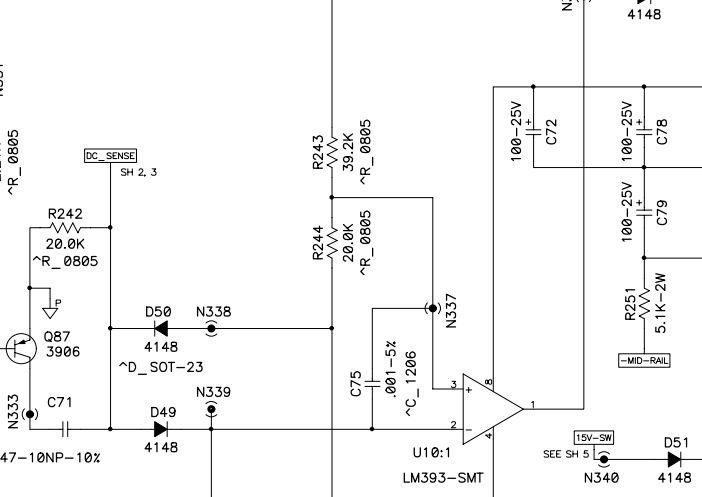 4148
100-25V
+
C72
100-25V
+
C78
R243
39.2K
^R_0805
^R_0805
DC_SENSE
SH 2, 3
R242
20.0K
^R_0805
R244
20.0K
^R_0805
100-25V
+
C79
P
D50
4148
N338
N337
R251
5.1K-2W
Q87
3906
^D_SOT-23
-MID-RAIL
C75
.001-5%
^C_1206
N339
N333
C71
D49
4148
3
+
8
1
2
-
4
U10:1
LM393-SMT
47-10NP-10%
15V-SW
SEE SH 5
N340
D51
4148